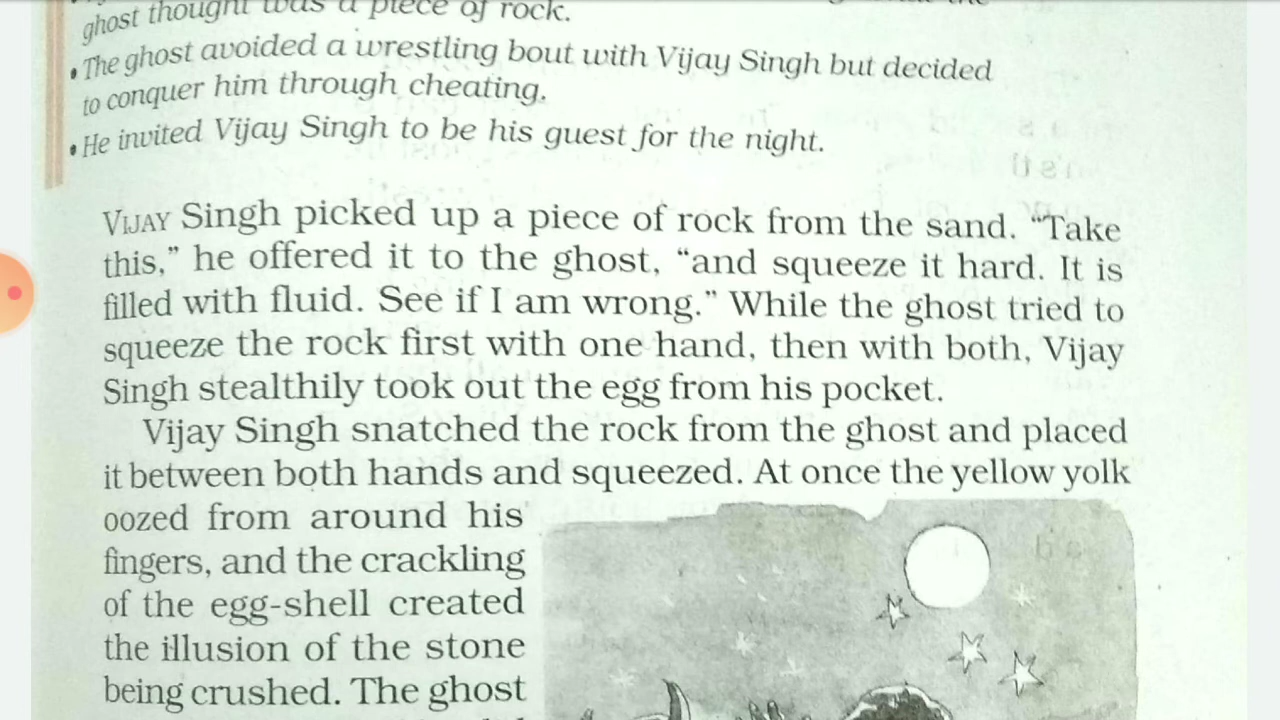 ghost thought was a piece of rock.
• The ghost avoided a wrestling bout with Vijay Singh but decided
to conquer him through cheating.
• He invited Vijay Singh to be his guest for the night.
VIJAY Singh picked up a piece of rock from the sand. “Take
this,” he offered it to the ghost, “and squeeze it hard. It is
filled with fluid. See if I am wrong.” While the ghost tried to
squeeze the rock first with one hand, then with both, Vijay
Singh stealthily took out the egg from his pocket.
Vijay Singh snatched the rock from the ghost and placed
it between both hands and squeezed. At once the yellow yolk
oozed from around his
fingers, and the crackling
of the egg-shell created
the illusion of the stone
being crushed. The ghost